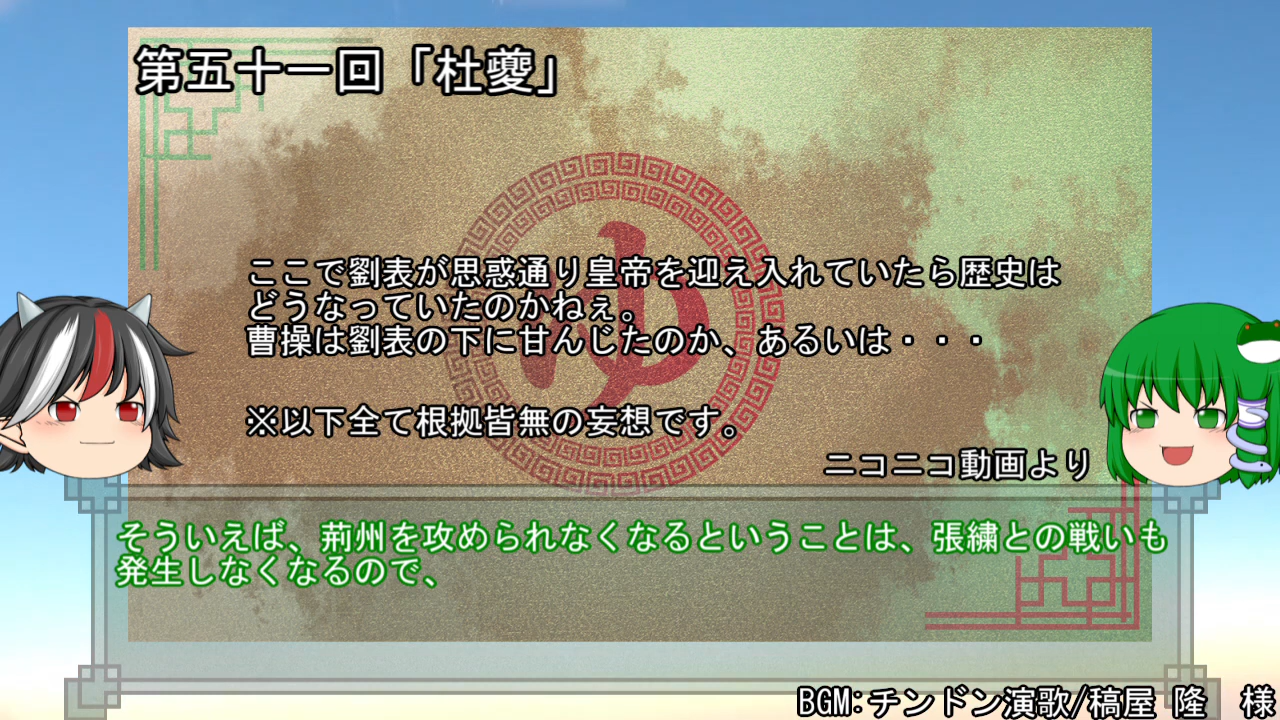 第五十一回「杜夔」
ゆ
ここで劉表が思惑通り皇帝を迎え入れていたら歴史は
どうなっていたのかねぇ。
曹操は劉表の下に甘んじたのか、あるいは・・・
※以下全て根拠皆無の妄想です。
ニコニコ動画より
そういえば、荊州を攻められなくなるということは、張繍との戦いも
発生しなくなるので、
BGM:チンドン演歌/稿屋 隆 様